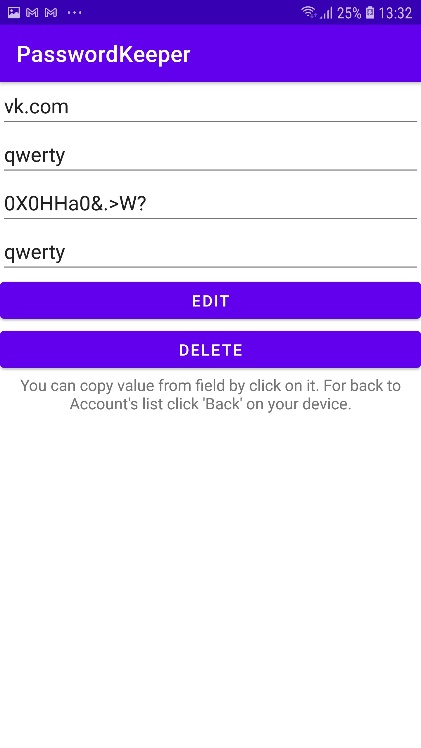 25% 13:32
PasswordKeeper
vk.com
qwerty
0X0HHa0&.>W?
qwerty
EDIT
DELETE
You can copy value from field by click on it. For back to
Account's list click 'Back' on your device.